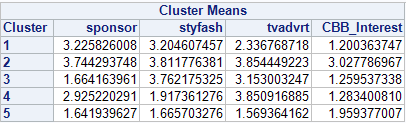 Cluster Means
Cluster sponsor styfash tvadvrt CBB_Interest
1 3.225826008 3.204607457 2.336768718 1.200363747
2 3.744293748 3.811776381 3.854449223 3.027786967
3 1.664163961 3.762175325 3.153003247 1.259537338
4 2.925220291 1.917361276 3.850916885 1.283400810
5 1.641939627 1.665703276 1.569364162 1.959377007